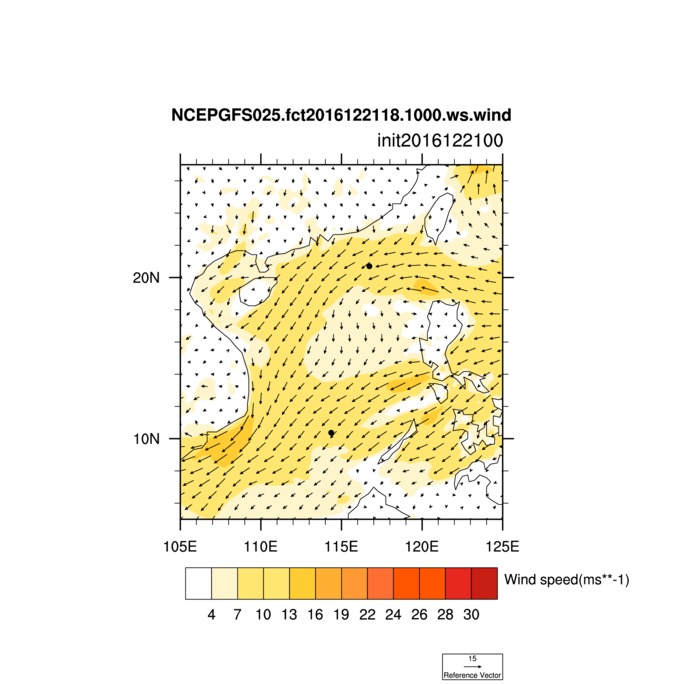 NCEPGFS025.fct2016122118.1000.ws.wind
init2016122100
20N
10N
105E 110E 115E 120E 125E
Wind speed(ms**-1)
4 7 10 13 16 19 22 24 26 28 30
15
Reference Vector